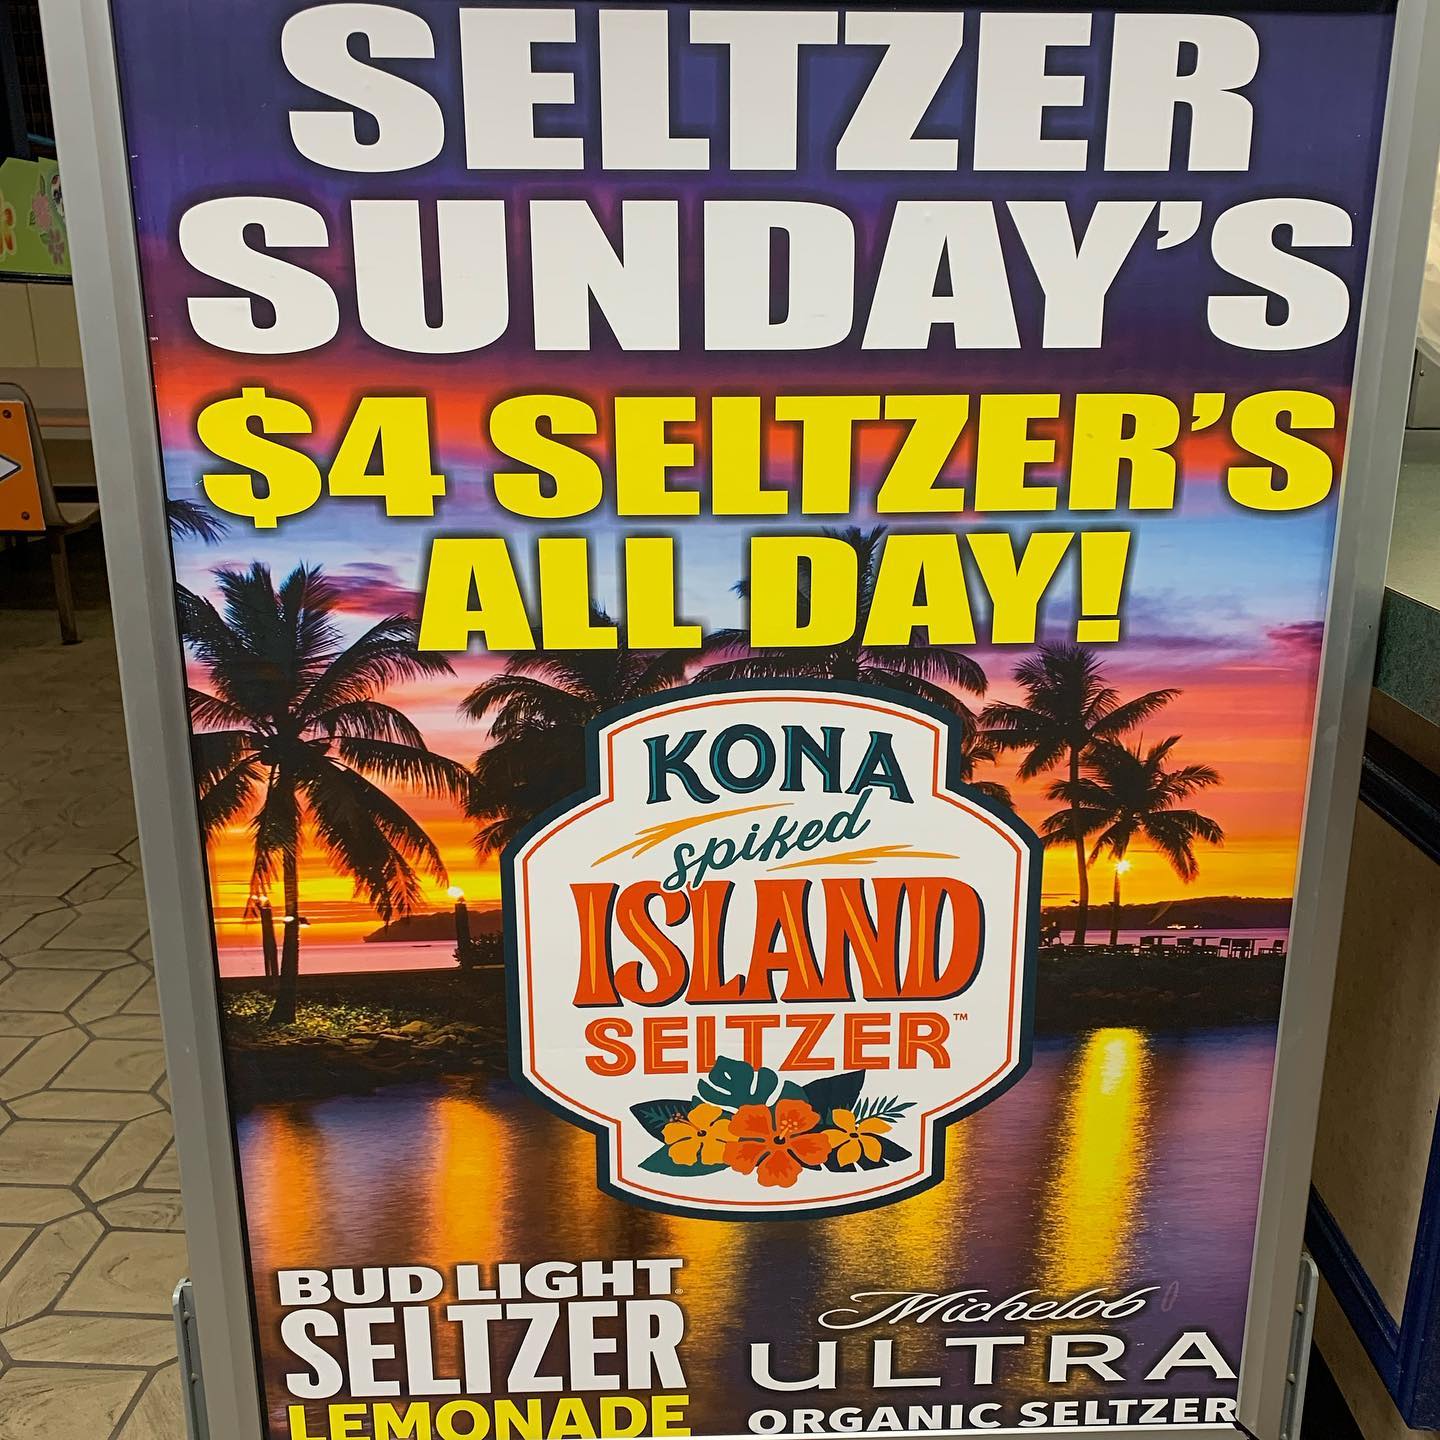 SELTZER
SUNDAY'S
$4 SELTZER'S
ALL DAY!
KONA
spiked
ISLAND
SELTZER™
BUD LIGHT®
SELTZER
LEMONADE
Michelob
ULTRA
ORGANIC SELTZER